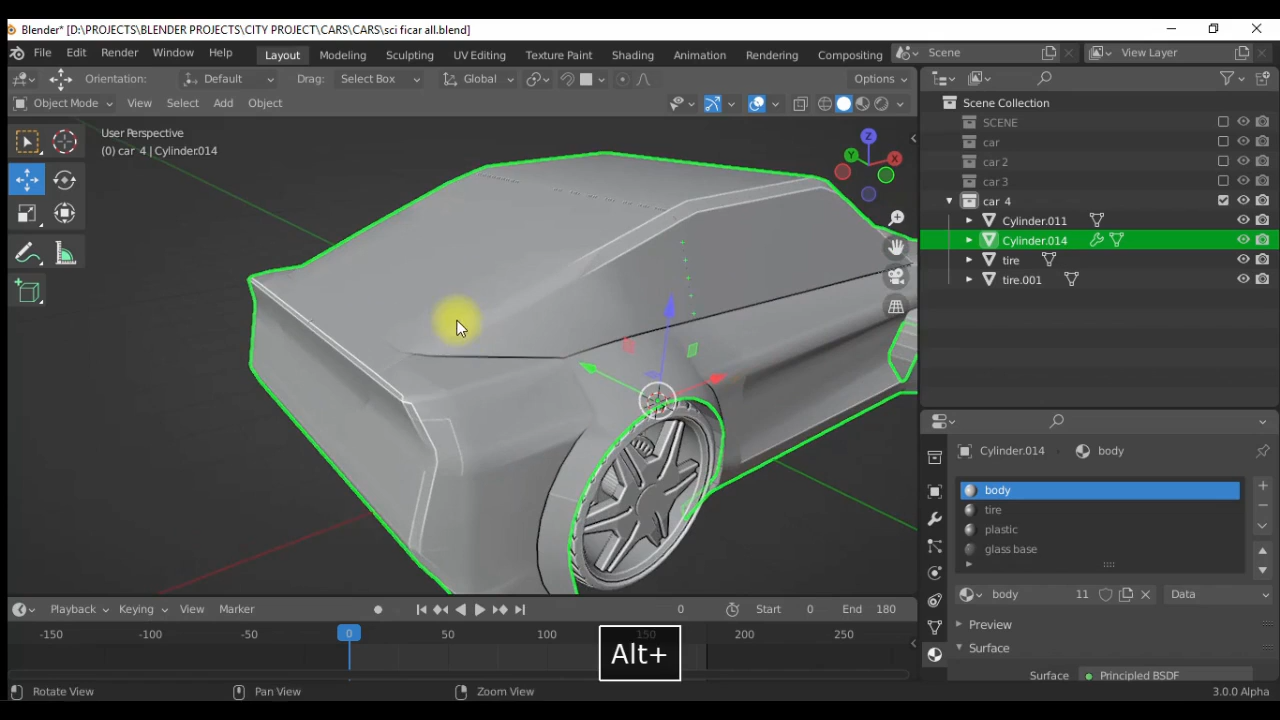 Blender* [D:\PROJECTS\BLENDER PROJECTS\CITY PROJECT\CARS\CARS\sci ficar all.blend]
File Edit Render Window Help Layout Modeling Sculpting UV Editing Texture Paint Shading Animation Rendering Compositing Scene View Layer
Orientation: Default Drag: Select Box Global Options
Object Mode View Select Add Object
Scene Collection
SCENE
car
car 2
car 3
car 4
Cylinder.011
Cylinder.014
tire
tire.001
User Perspective
(0) car 4 | Cylinder.014
Z
Y
X
Cylinder.014 body
body
tire
plastic
glass base
body 11 Data
Preview
Surface
Surface Principled BSDF
Playback Keying View Marker 0 Start 0 End 180
-150 -100 -50 0 50 100 150 200 250
Alt+
Rotate View Pan View Zoom View 3.0.0 Alpha